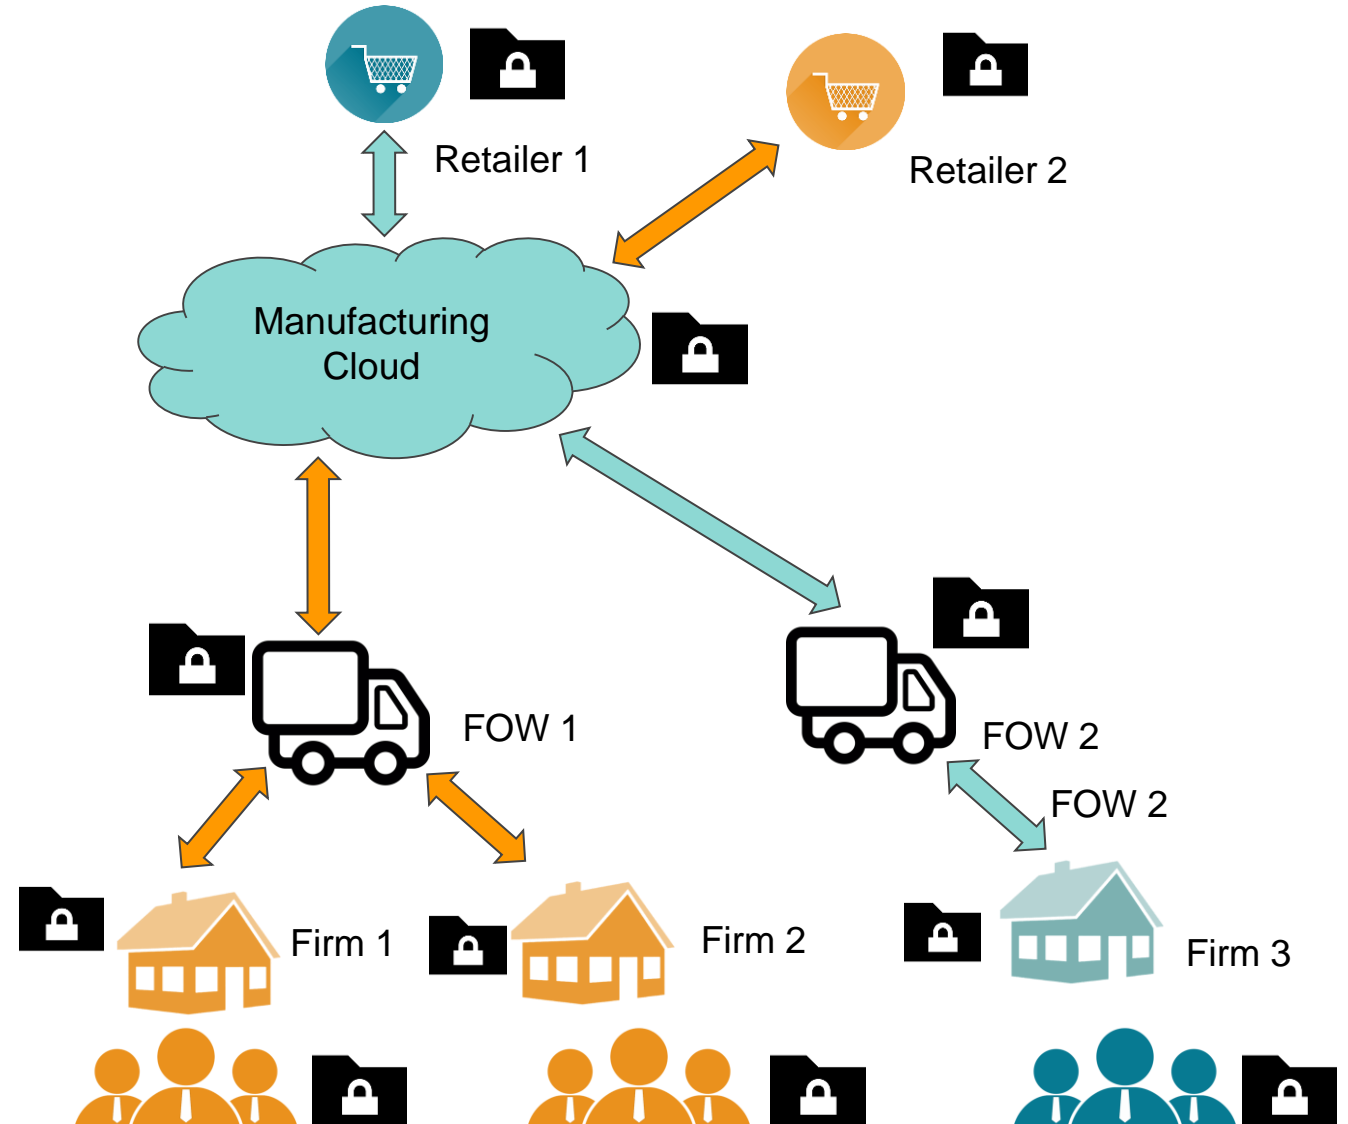 Retailer 1
Retailer 2
Manufacturing
Cloud
FOW 1
FOW 2
FOW 2
Firm 1
Firm 2
Firm 3